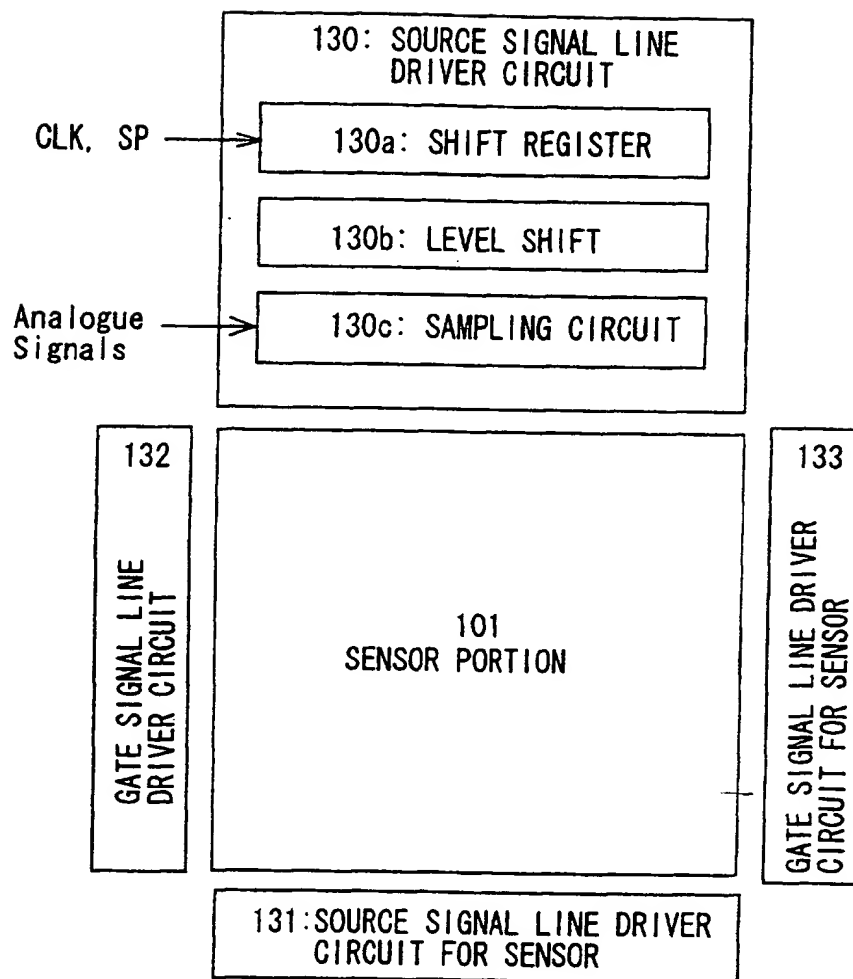 130: SOURCE SIGNAL LINE
DRIVER CIRCUIT
CLK, SP
130a: SHIFT REGISTER
130b: LEVEL SHIFT
Analogue
Signals
130c: SAMPLING CIRCUIT
132
GATE SIGNAL LINE
DRIVER CIRCUIT
101
SENSOR PORTION
133
GATE SIGNAL LINE DRIVER
CIRCUIT FOR SENSOR
131:SOURCE SIGNAL LINE DRIVER
CIRCUIT FOR SENSOR